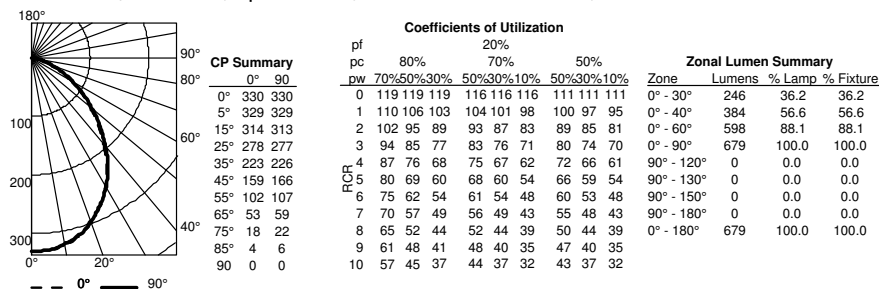 180°
90°
80°
60°
40°
100
200
300
0° 20°
0° 90°
CP Summary
0° 90
0° 330 330
5° 329 329
15° 314 313
25° 278 277
35° 223 226
45° 159 166
55° 102 107
65° 53 59
75° 18 22
85° 4 6
90 0 0
Coefficients of Utilization
pf 20%
pc 80% 70% 50%
pw 70%50%30% 50%30%10% 50%30%10%
RCR
0 119 119 119 116 116 116 111 111 111
1 110 106 103 104 101 98 100 97 95
2 102 95 89 93 87 83 89 85 81
3 94 85 77 83 76 71 80 74 70
4 87 76 68 75 67 62 72 66 61
5 80 69 60 68 60 54 66 59 54
6 75 62 54 61 54 48 60 53 48
7 70 57 49 56 49 43 55 48 43
8 65 52 44 52 44 39 50 44 39
9 61 48 41 48 40 35 47 40 35
10 57 45 37 44 37 32 43 37 32
Zonal Lumen Summary
Zone Lumens % Lamp % Fixture
0° - 30° 246 36.2 36.2
0° - 40° 384 56.6 56.6
0° - 60° 598 88.1 88.1
0° - 90° 679 100.0 100.0
90° - 120° 0 0.0 0.0
90° - 130° 0 0.0 0.0
90° - 150° 0 0.0 0.0
90° - 180° 0 0.0 0.0
0° - 180° 679 100.0 100.0